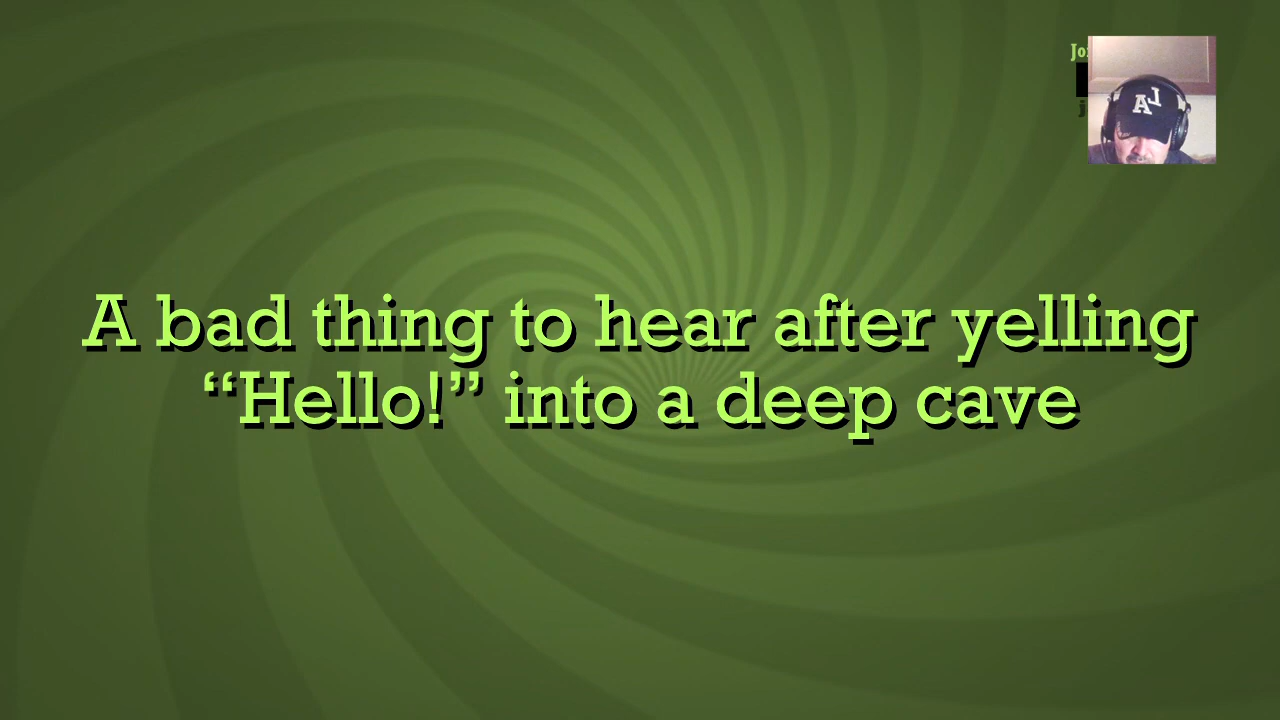 A bad thing to hear after yelling
“Hello!” into a deep cave